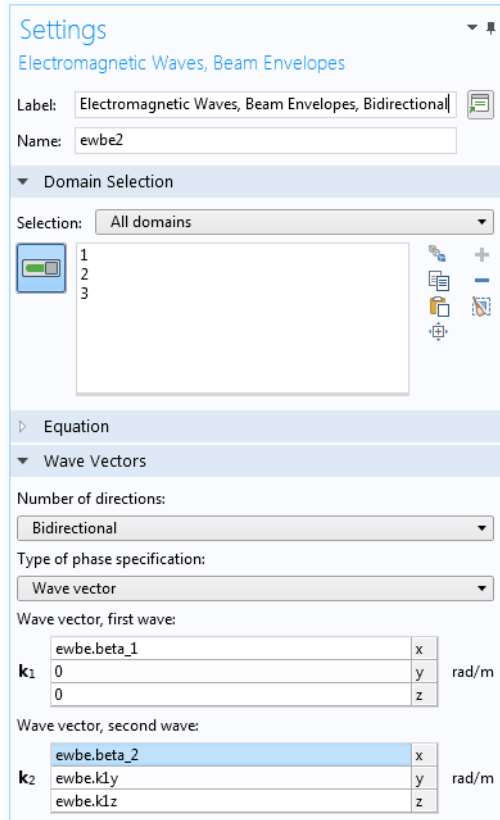 Settings
Electromagnetic Waves, Beam Envelopes
Label: Electromagnetic Waves, Beam Envelopes, Bidirectional
Name: ewbe2
Domain Selection
Selection: All domains
1
2
3
Equation
Wave Vectors
Number of directions:
Bidirectional
Type of phase specification:
Wave vector
Wave vector, first wave:
ewbe.beta_1 x
k₁ 0 y rad/m
0 z
Wave vector, second wave:
ewbe.beta_2 x
k₂ ewbe.k1y y rad/m
ewbe.k1z z